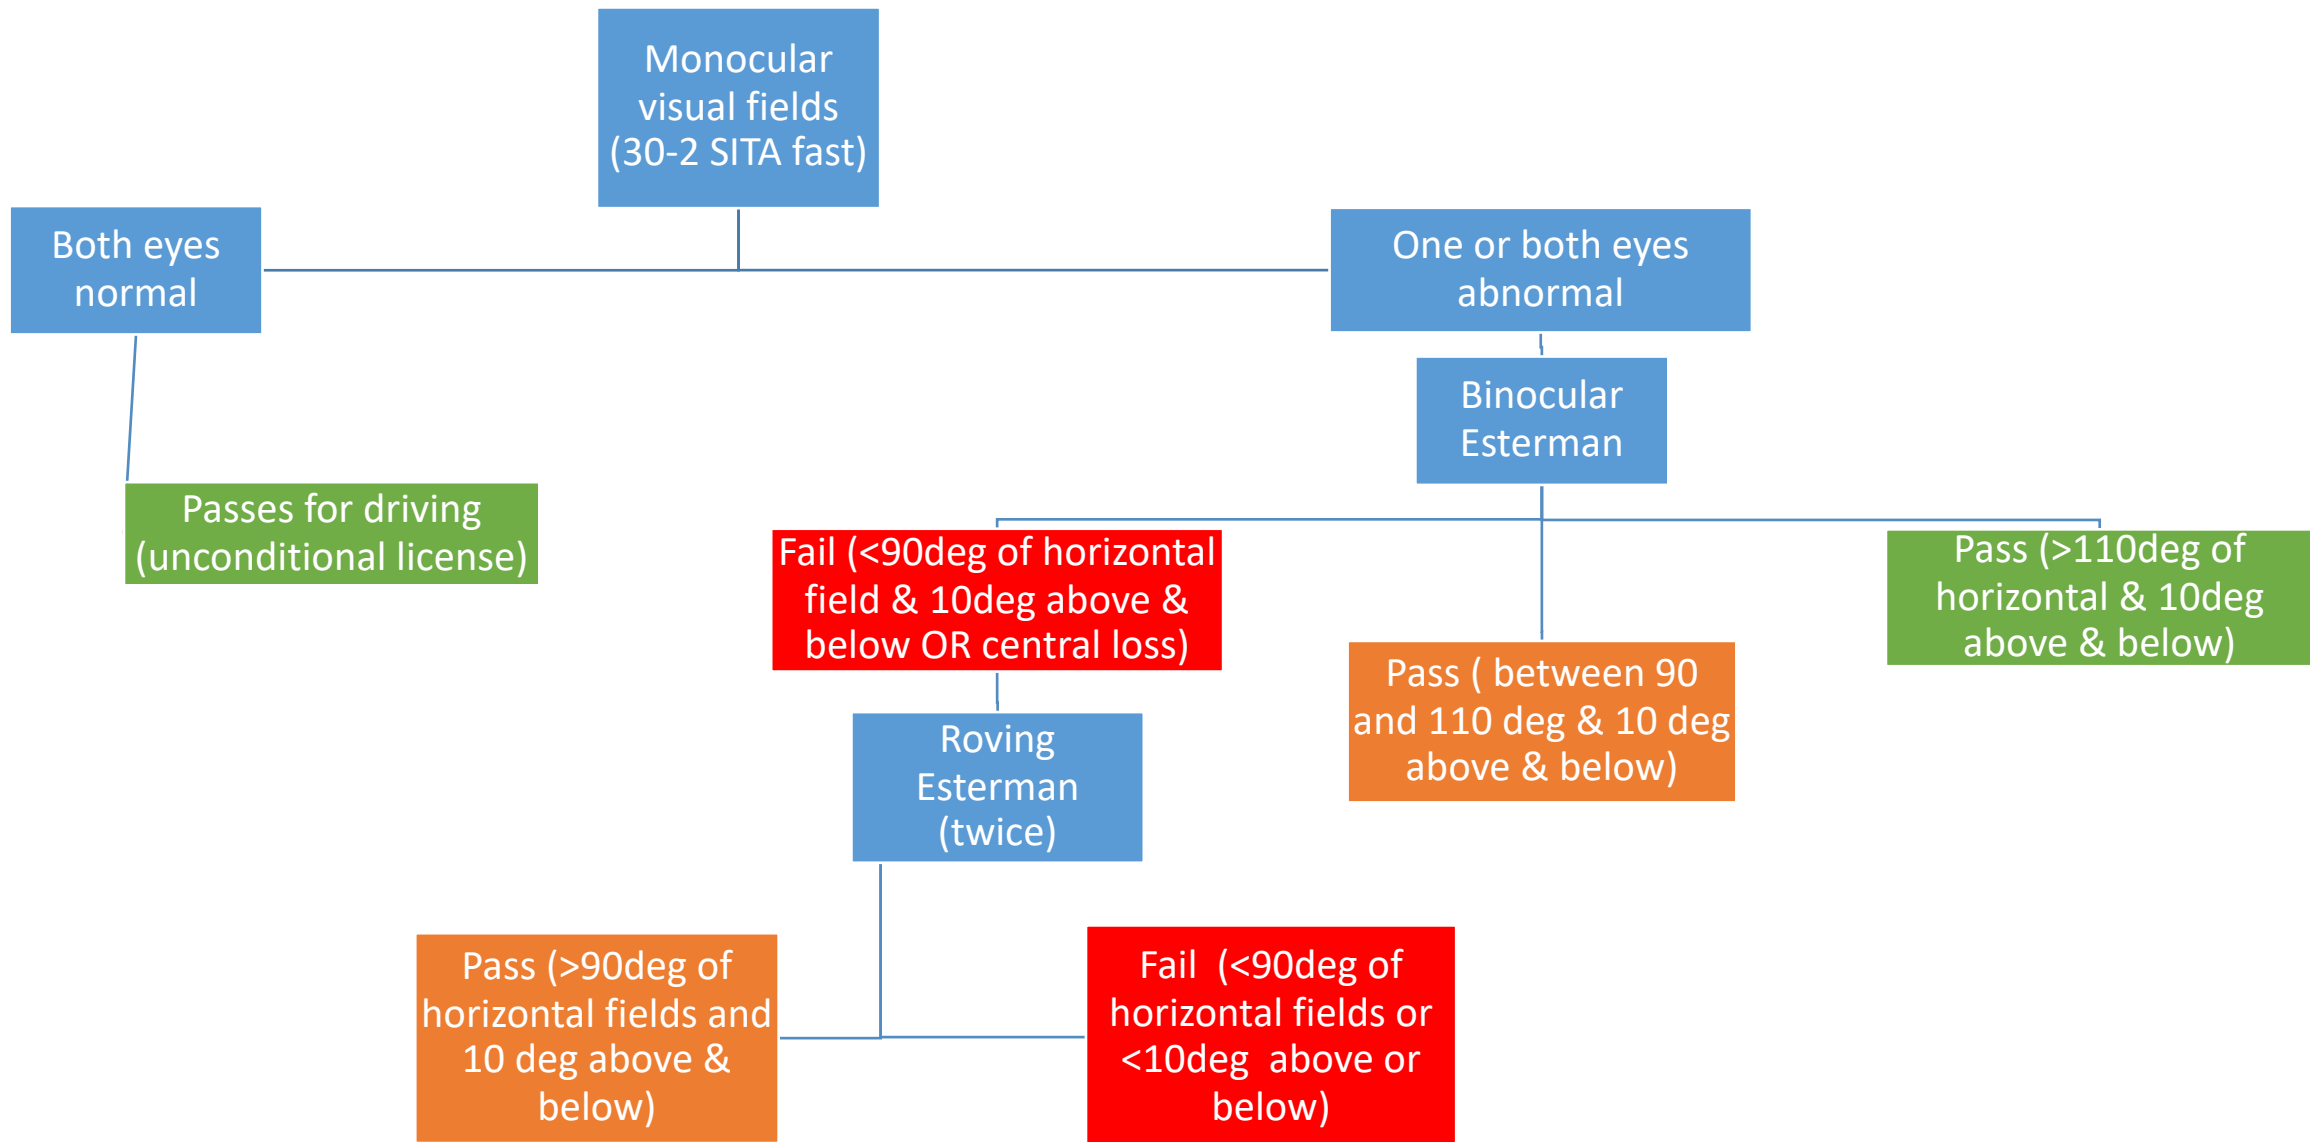 Monocular
visual fields
(30-2 SITA fast)
Both eyes
normal
One or both eyes
abnormal
Binocular
Esterman
Passes for driving
(unconditional license)
Fail (<90deg of horizontal
field & 10deg above &
below OR central loss)
Pass (>110deg of
horizontal & 10deg
above & below)
Pass ( between 90
and 110 deg & 10 deg
above & below)
Roving
Esterman
(twice)
Pass (>90deg of
horizontal fields and
10 deg above &
below)
Fail  (<90deg of
horizontal fields or
<10deg  above or
below)